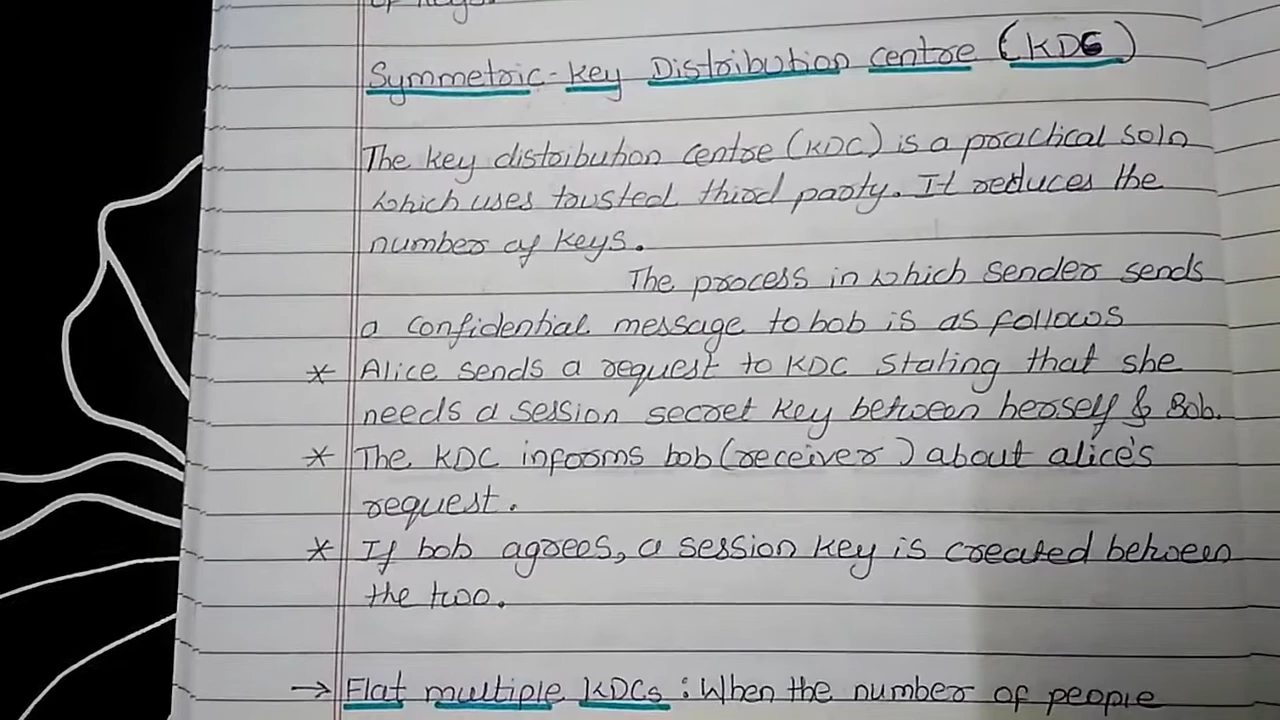 of keys.
Symmetric-key Distribution centre (KDC)
The key distribution centre (KDC) is a practical soln
which uses trusted third party. It reduces the
number of keys.
The process in which sender sends
a confidential message to bob is as follows
* Alice sends a request to KDC stating that she
needs a session secret key between herself & Bob.
* The KDC informs bob (receiver) about alice's
request.
* If bob agrees, a session key is created between
the two.
→ Flat multiple KDCs : When the number of people